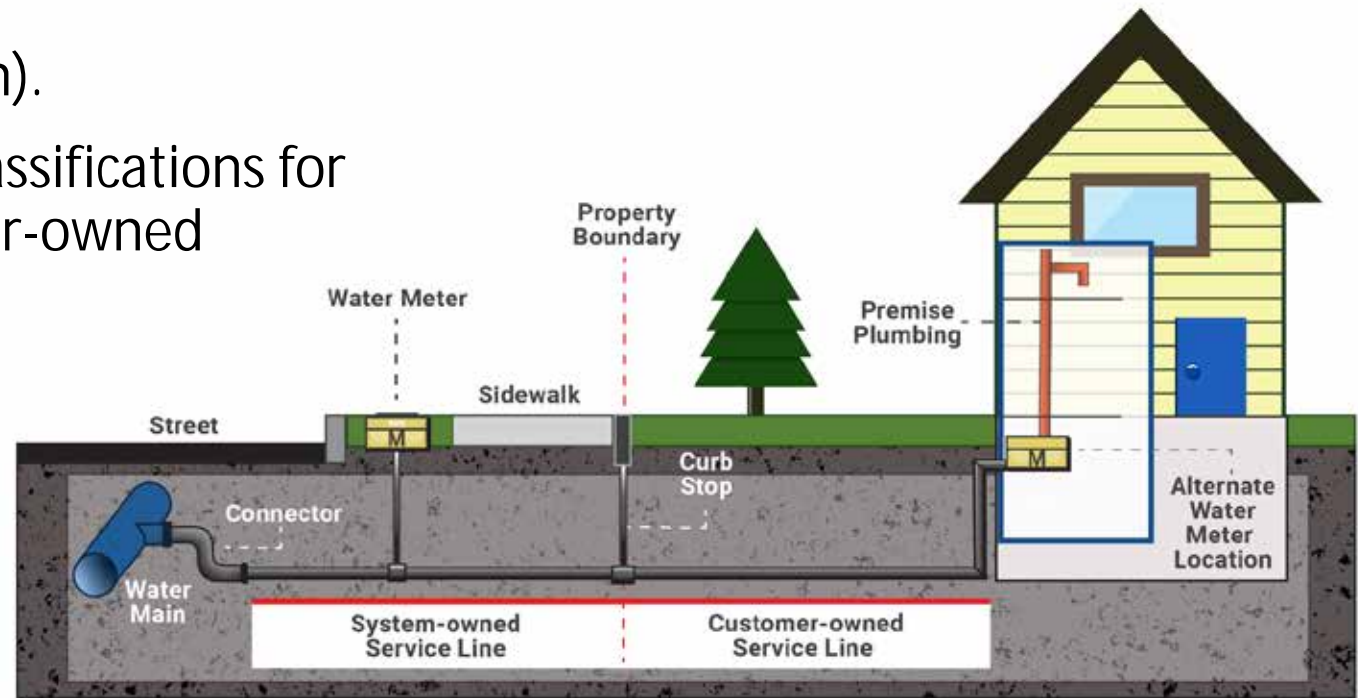 n).
assifications for
r-owned
Property
Boundary
Water Meter
Premise
Plumbing
Sidewalk
Street
M
Curb
Stop
M
Connector
Alternate
Water
Meter
Location
Water
Main
System-owned
Service Line
Customer-owned
Service Line